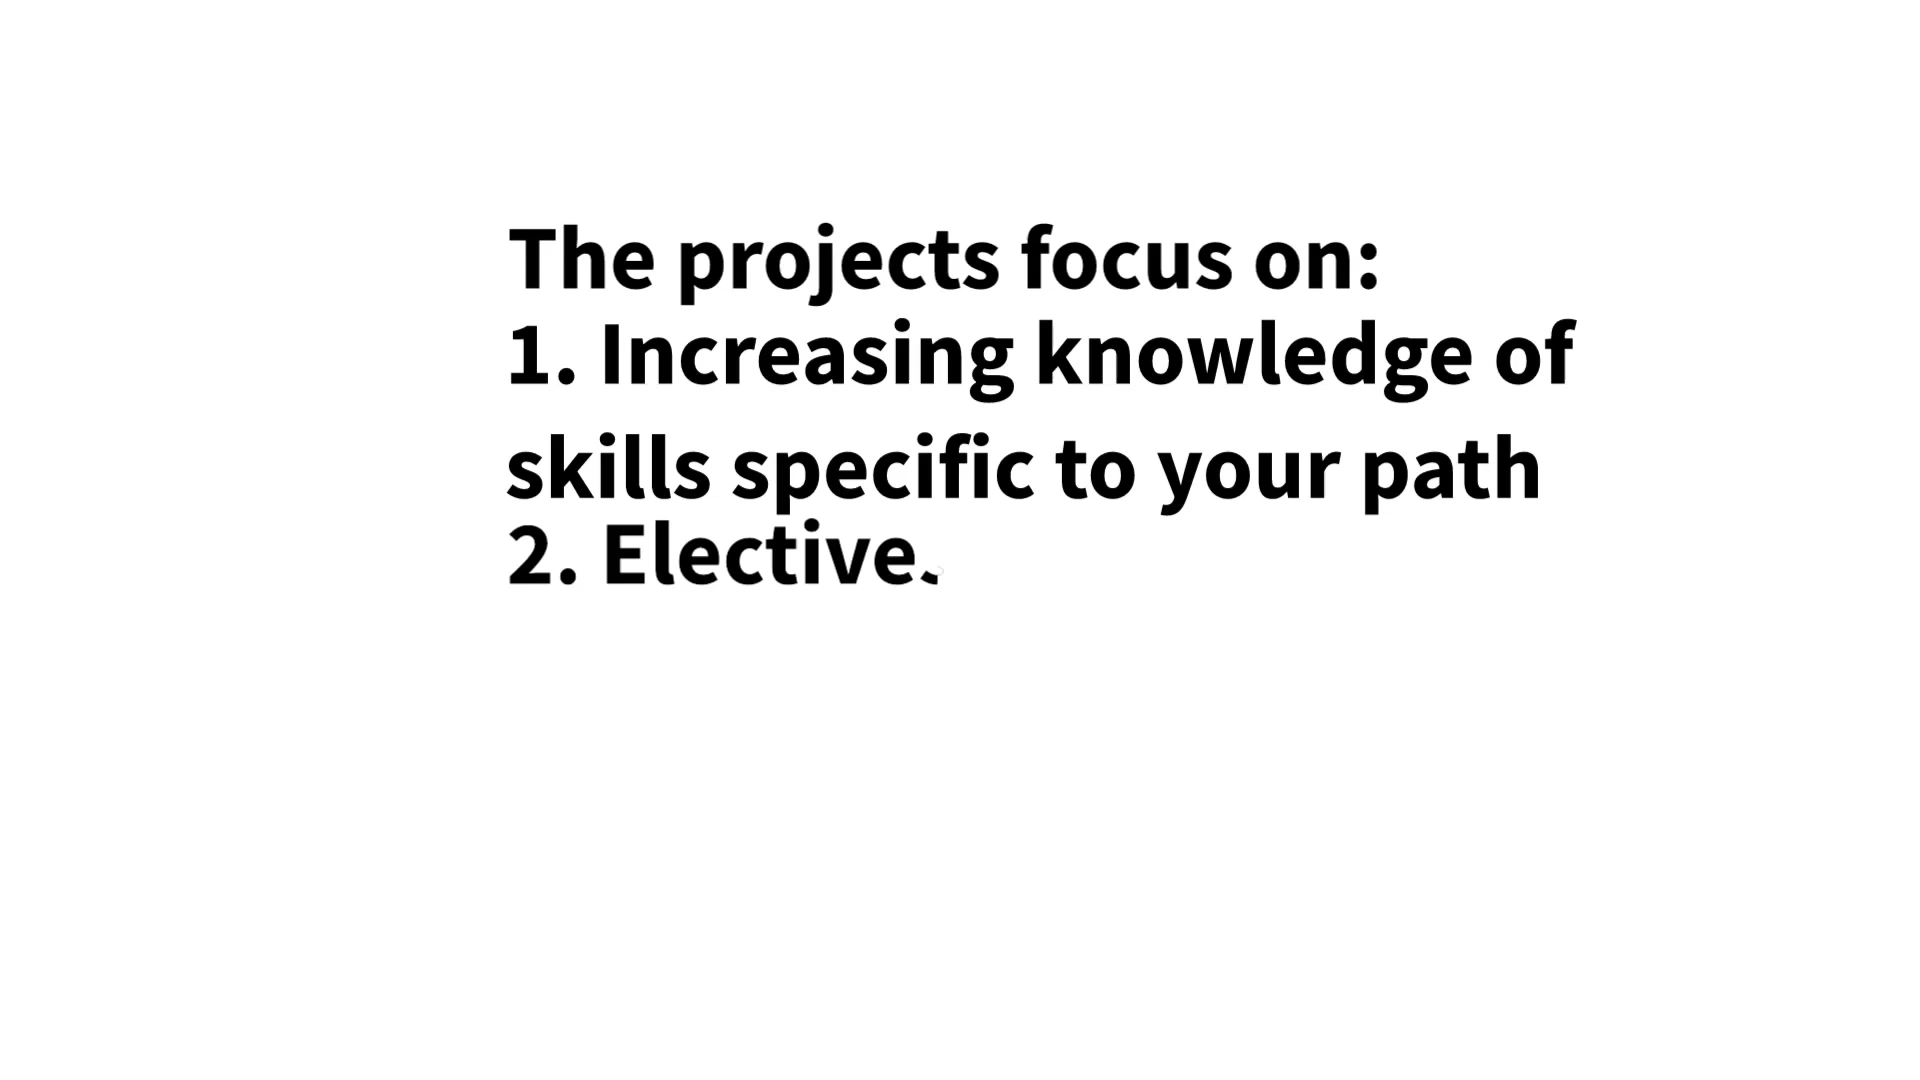 The projects focus on:
1. Increasing knowledge of
skills specific to your path
2. Elective